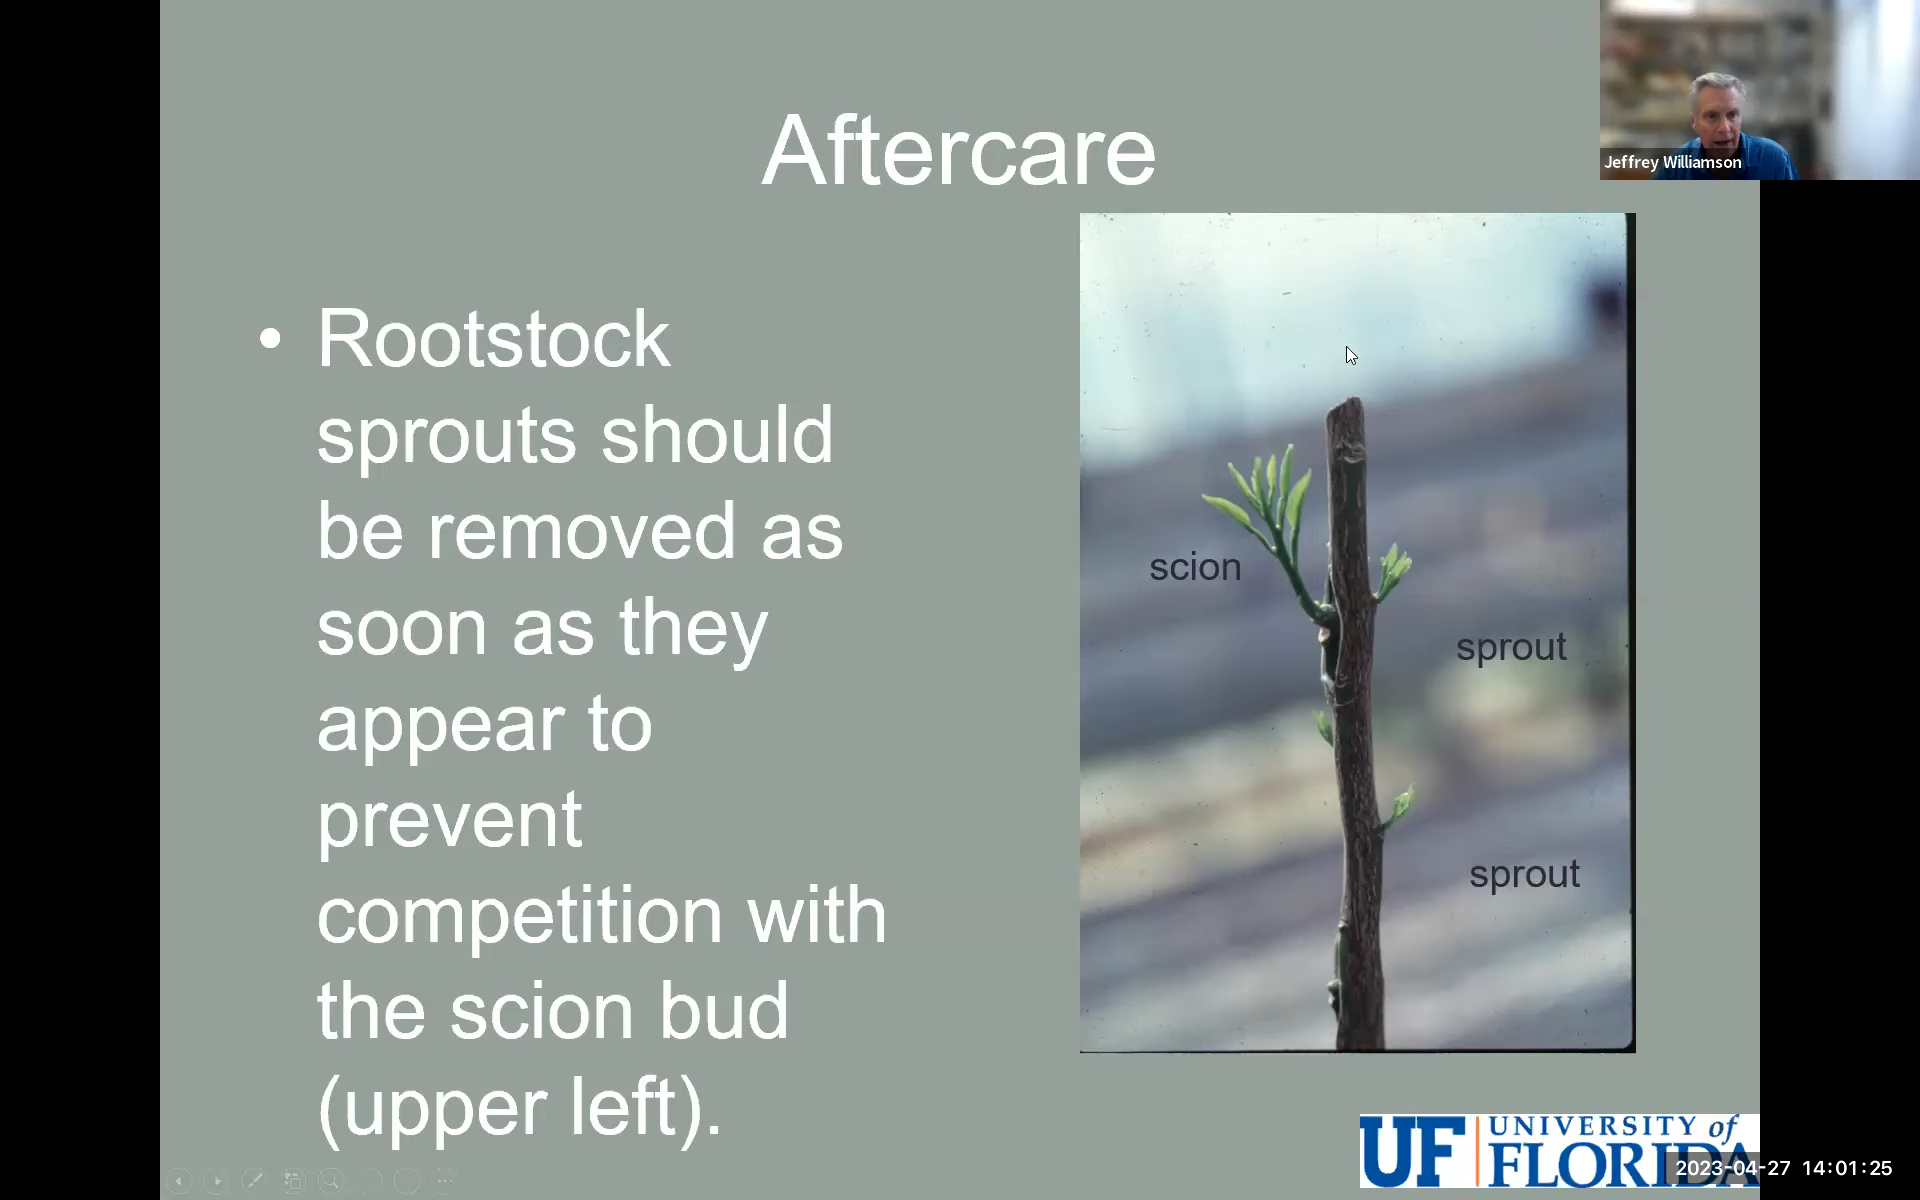 Aftercare
Jeffrey Williamson
• Rootstock
sprouts should
be removed as
soon as they
appear to
prevent
competition with
the scion bud
(upper left).
scion
sprout
sprout
UF UNIVERSITY of
FLORIDA
2023-04-27 14:01:25